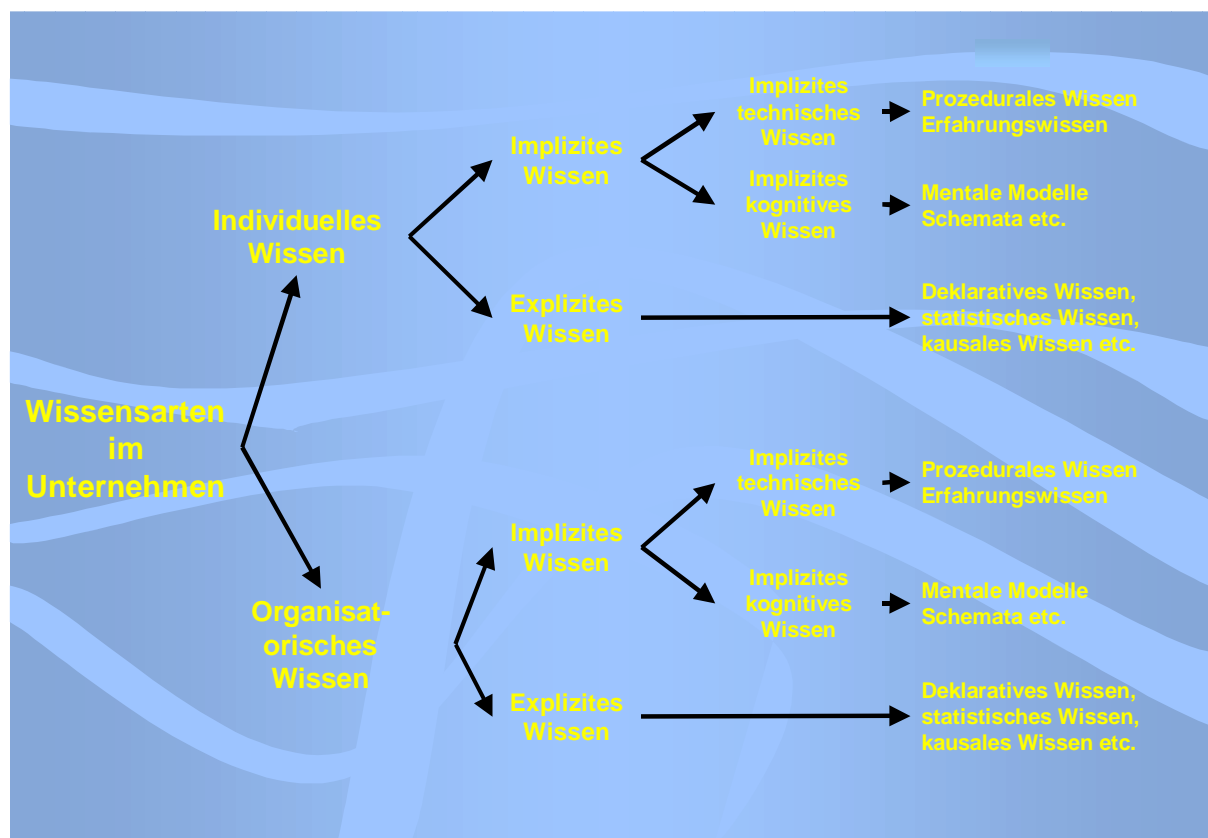 Wissensarten
im
Unternehmen
Individuelles
Wissen
Implizites
Wissen
Implizites
technisches
Wissen
Prozedurales Wissen
Erfahrungswissen
Implizites
kognitives
Wissen
Mentale Modelle
Schemata etc.
Explizites
Wissen
Deklaratives Wissen,
statistisches Wissen,
kausales Wissen etc.
Organisat-
orisches
Wissen
Implizites
Wissen
Implizites
technisches
Wissen
Prozedurales Wissen
Erfahrungswissen
Implizites
kognitives
Wissen
Mentale Modelle
Schemata etc.
Explizites
Wissen
Deklaratives Wissen,
statistisches Wissen,
kausales Wissen etc.